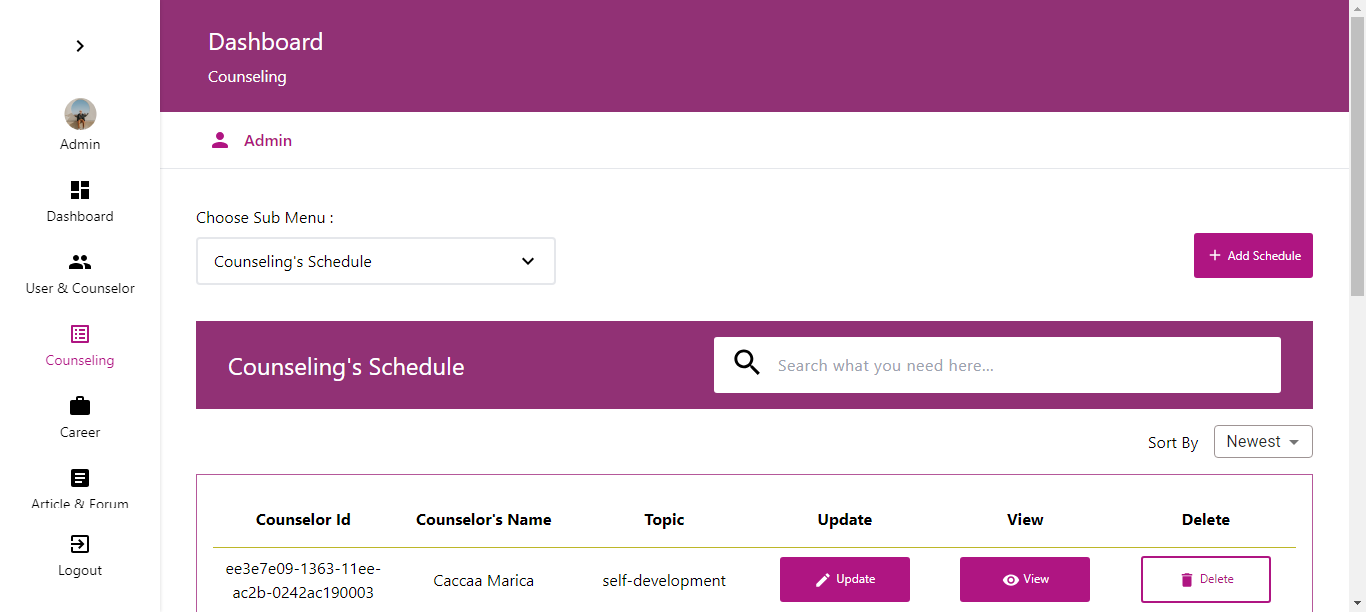 Dashboard
Counseling
Admin
Admin
Dashboard
User & Counselor
Counseling
Career
Article & Forum
Logout
Choose Sub Menu :
Counseling's Schedule
Add Schedule
Counseling's Schedule
Search what you need here...
Sort By
Newest
Counselor Id Counselor's Name Topic Update View Delete
ee3e7e09-1363-11ee-
ac2b-0242ac190003
Caccaa Marica self-development Update View Delete